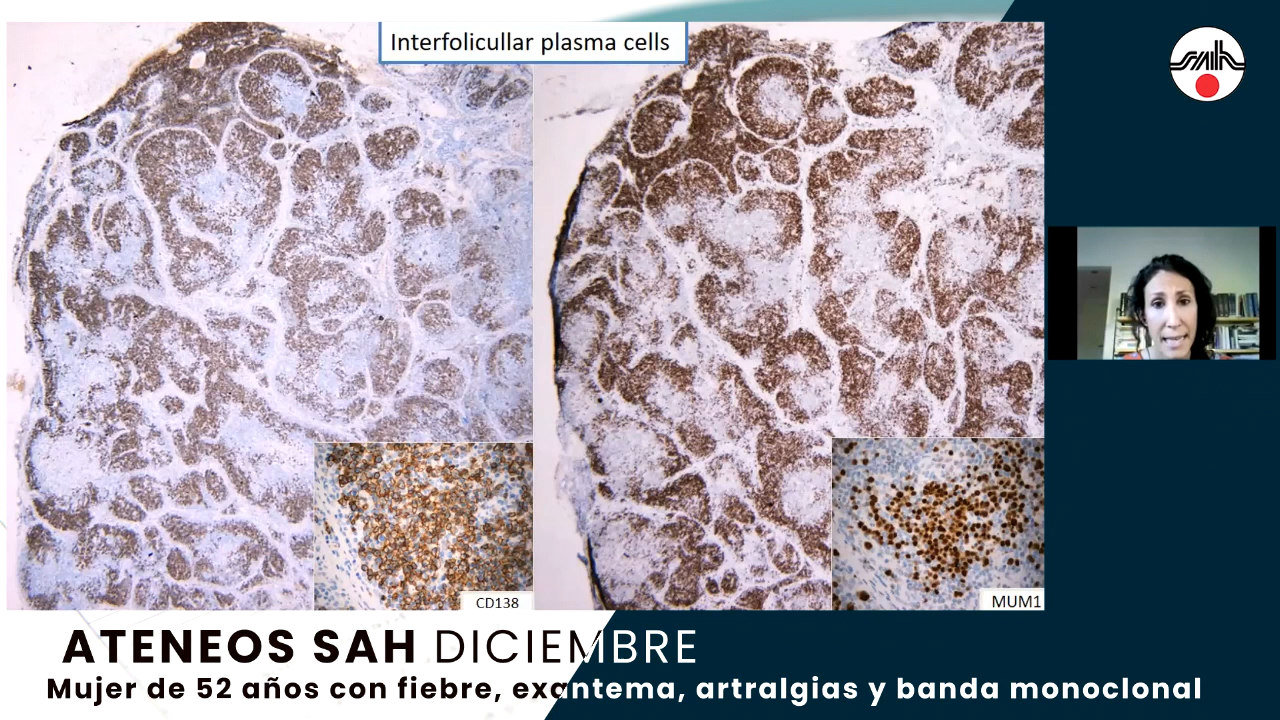 Interfolicullar plasma cells
CD138
MUM1
ATENEOS SAH DICIEMBRE
Mujer de 52 años con fiebre, exantema, artralgias y banda monoclonal